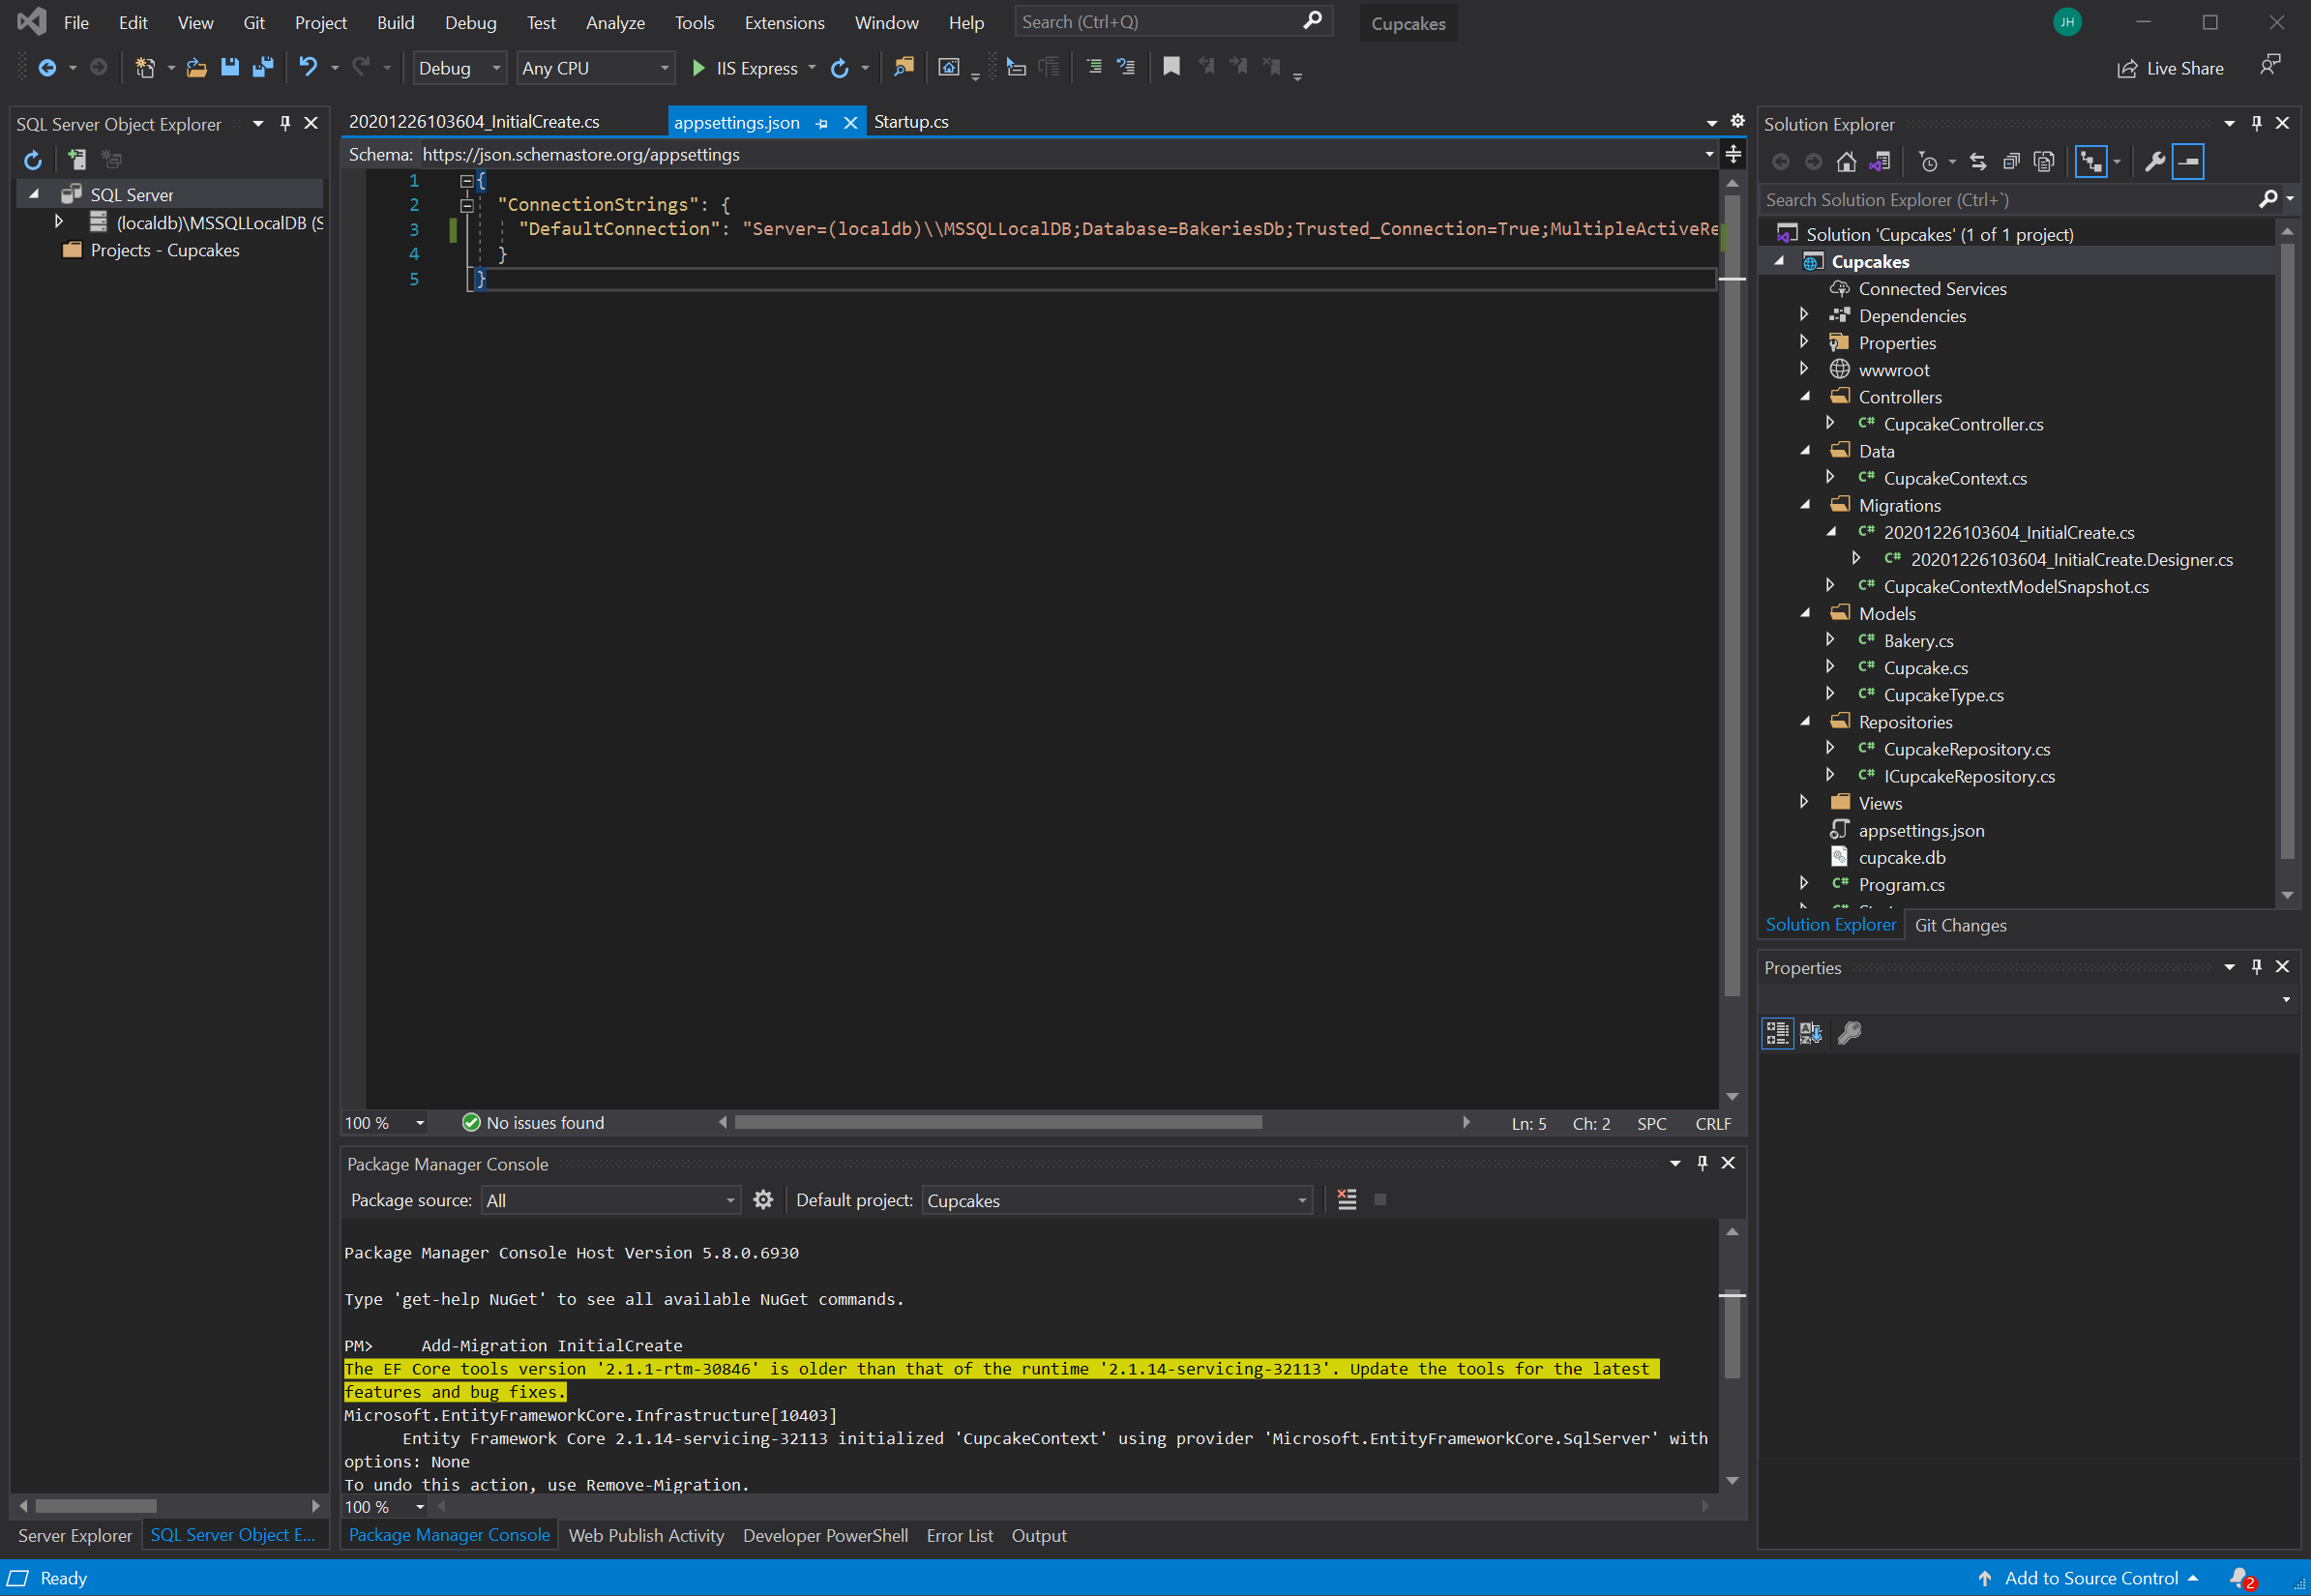 File Edit View Git Project Build Debug Test Analyze Tools Extensions Window Help Search (Ctrl+Q) Cupcakes JH
Debug Any CPU IIS Express Live Share
SQL Server Object Explorer
SQL Server
(localdb)\MSSQLLocalDB (S
Projects - Cupcakes
Server Explorer SQL Server Object E...
20201226103604_InitialCreate.cs appsettings.json Startup.cs
Schema: https://json.schemastore.org/appsettings
1 {
2 "ConnectionStrings": {
3 "DefaultConnection": "Server=(localdb)\\MSSQLLocalDB;Database=BakeriesDb;Trusted_Connection=True;MultipleActiveRe
4 }
5 }
100 % No issues found Ln: 5 Ch: 2 SPC CRLF
Package Manager Console
Package source: All Default project: Cupcakes
Package Manager Console Host Version 5.8.0.6930
Type 'get-help NuGet' to see all available NuGet commands.
PM> Add-Migration InitialCreate
The EF Core tools version '2.1.1-rtm-30846' is older than that of the runtime '2.1.14-servicing-32113'. Update the tools for the latest
features and bug fixes.
Microsoft.EntityFrameworkCore.Infrastructure[10403]
Entity Framework Core 2.1.14-servicing-32113 initialized 'CupcakeContext' using provider 'Microsoft.EntityFrameworkCore.SqlServer' with
options: None
To undo this action, use Remove-Migration.
100 %
Package Manager Console Web Publish Activity Developer PowerShell Error List Output
Solution Explorer
Search Solution Explorer (Ctrl+`)
Solution 'Cupcakes' (1 of 1 project)
Cupcakes
Connected Services
Dependencies
Properties
wwwroot
Controllers
C# CupcakeController.cs
Data
C# CupcakeContext.cs
Migrations
C# 20201226103604_InitialCreate.cs
C# 20201226103604_InitialCreate.Designer.cs
C# CupcakeContextModelSnapshot.cs
Models
C# Bakery.cs
C# Cupcake.cs
C# CupcakeType.cs
Repositories
C# CupcakeRepository.cs
C# ICupcakeRepository.cs
Views
appsettings.json
cupcake.db
C# Program.cs
Solution Explorer Git Changes
Properties
Ready Add to Source Control 2